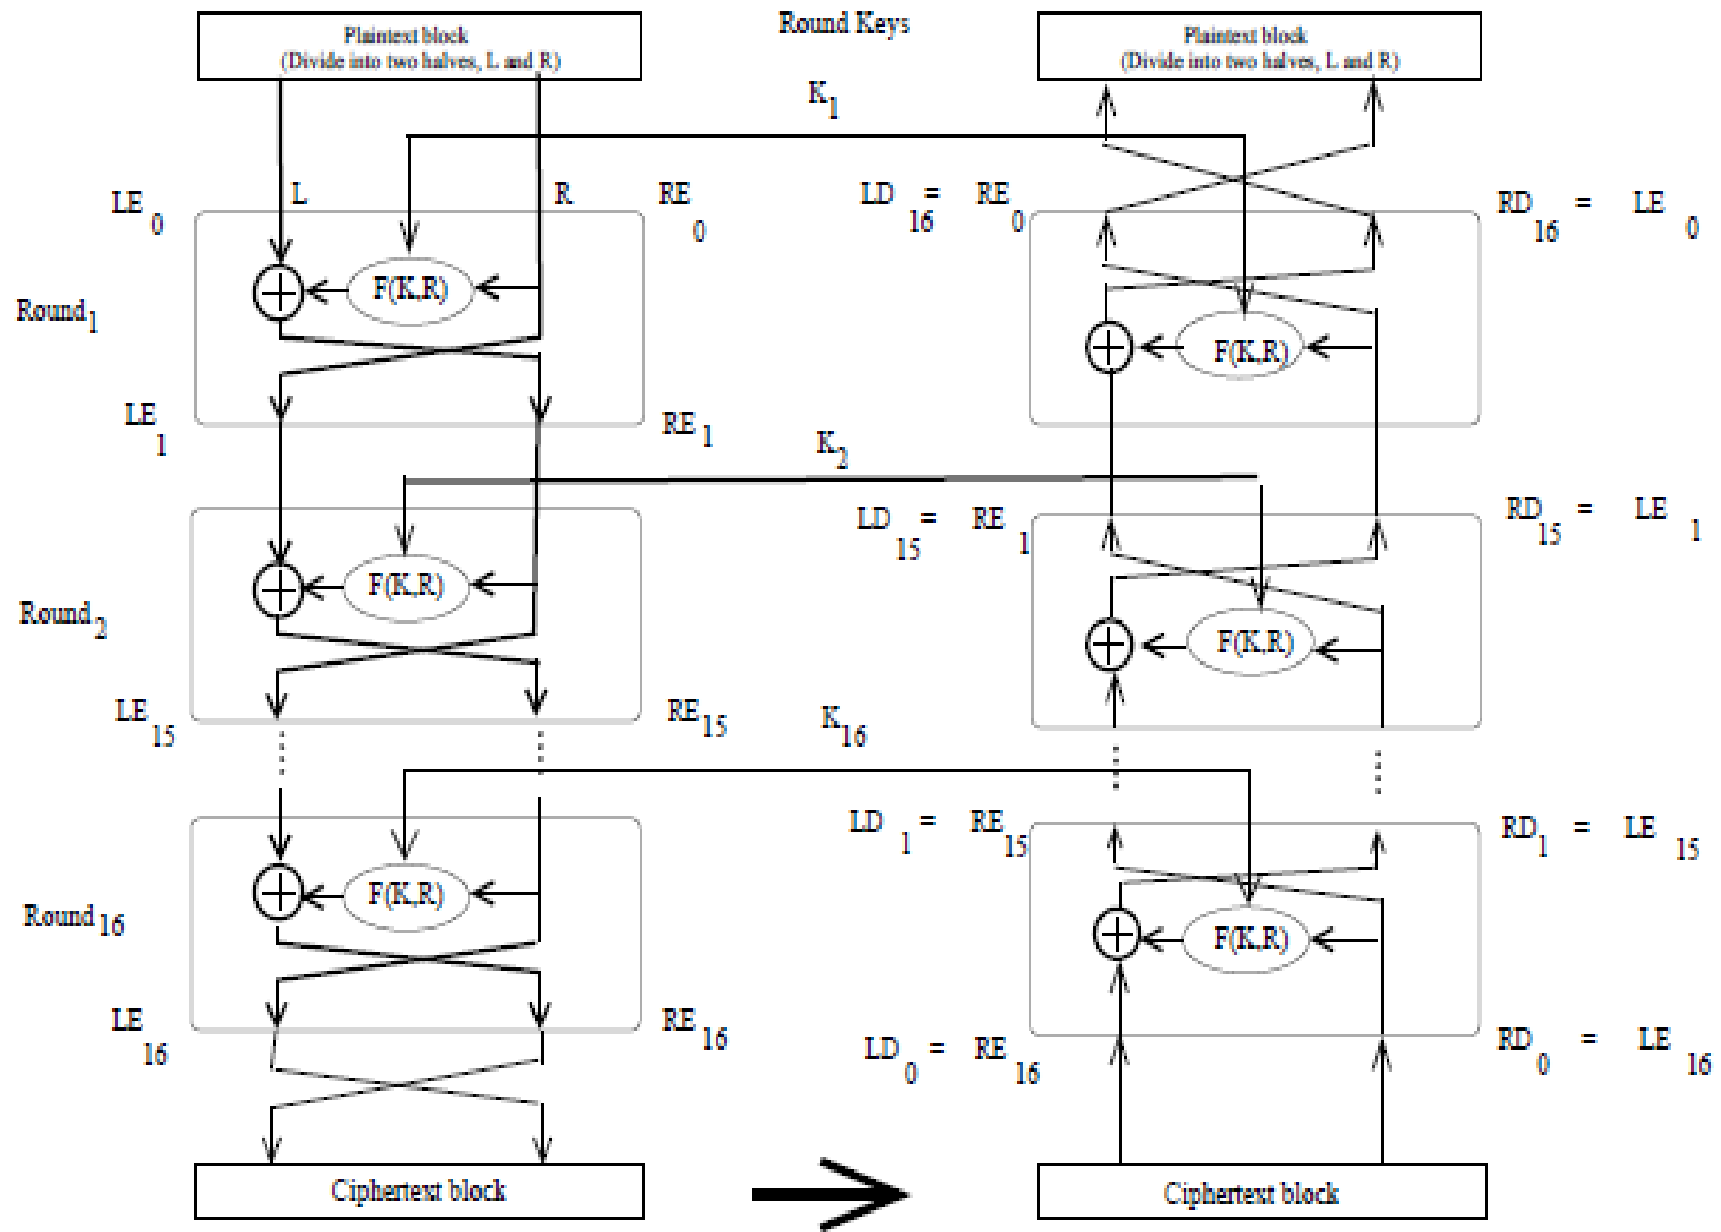 Plaintext block
(Divide into two halves, L and R)
Round Keys
Plaintext block
(Divide into two halves, L and R)
K1
LE0
L
R
RE0
LD16 = RE0
RD16 = LE0
F(K,R)
Round1
F(K,R)
LE1
RE1
K2
LD15 = RE1
RD15 = LE1
F(K,R)
Round2
F(K,R)
LE15
RE15
K16
LD1 = RE15
RD1 = LE15
F(K,R)
Round16
F(K,R)
LE16
RE16
LD0 = RE16
RD0 = LE16
Ciphertext block
Ciphertext block